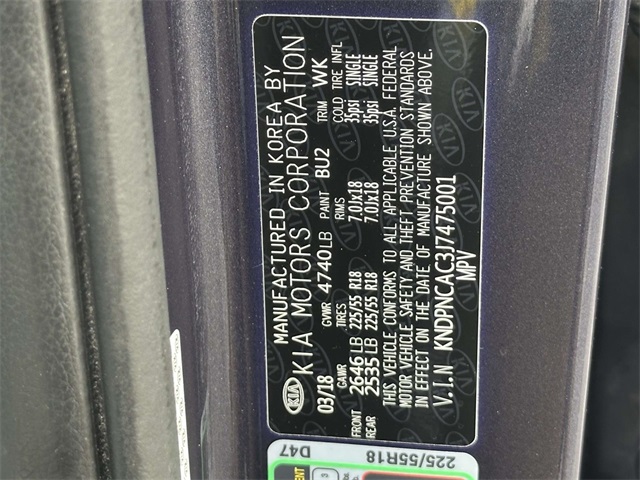 MANUFACTURED IN KOREA BY
KIA KIA MOTORS CORPORATION
03/18 GVWR 4740LB PAINT BU2 TRIM WK
GAWR TIRES RIMS COLD TIRE INFL
FRONT 2646 LB 225/55 R18 7.0Jx18 35psi SINGLE
REAR 2535 LB 225/55 R18 7.0Jx18 35psi SINGLE
THIS VEHICLE CONFORMS TO ALL APPLICABLE U.S.A. FEDERAL
MOTOR VEHICLE SAFETY AND THEFT PREVENTION STANDARDS
IN EFFECT ON THE DATE OF MANUFACTURE SHOWN ABOVE.
V.I.N KNDPNCAC3J7475001
MPV
D47
225/55R18